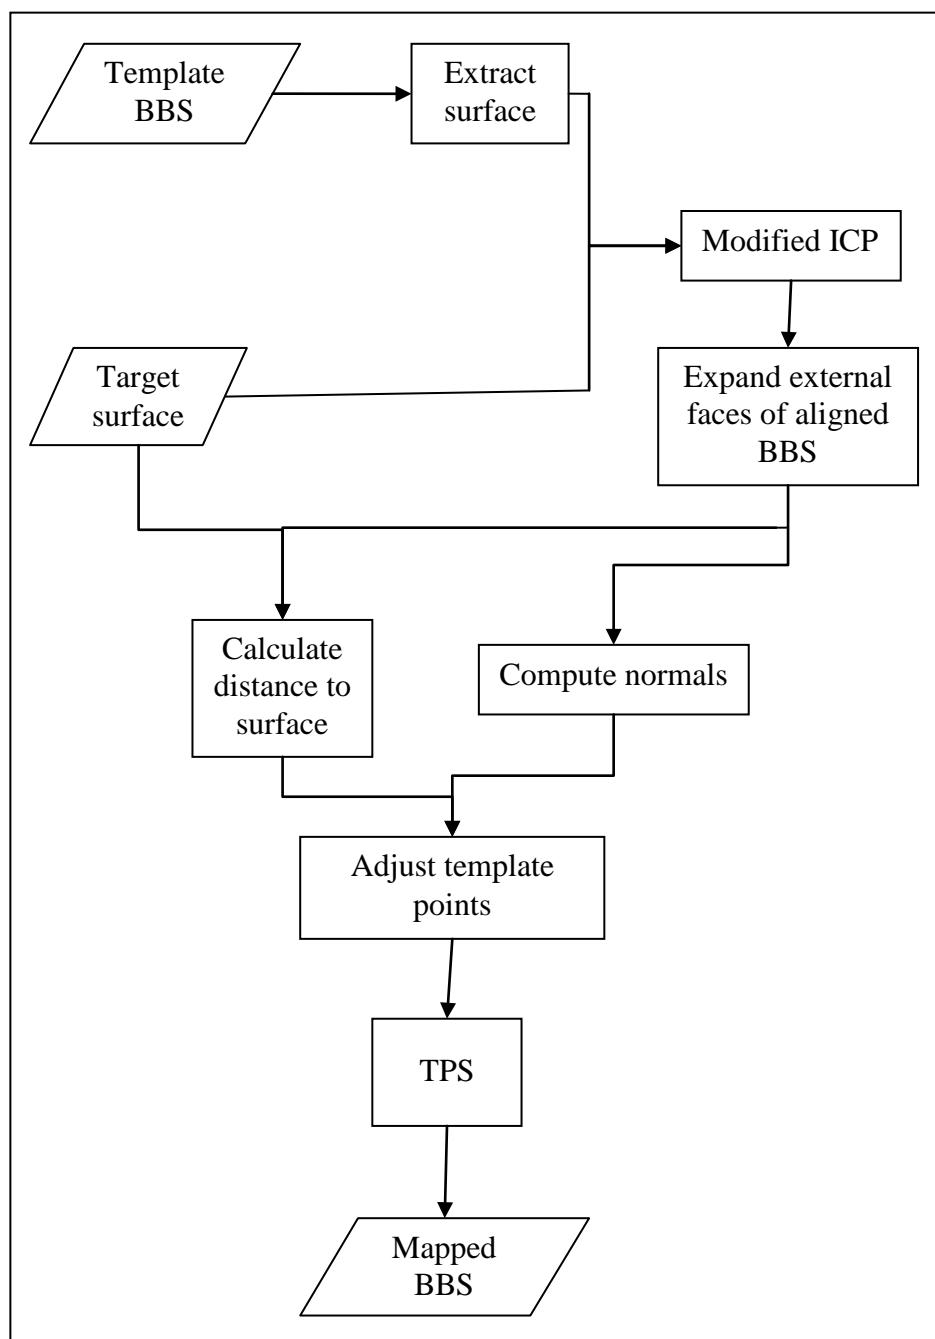 Template
BBS
Extract
surface
Modified ICP
Target
surface
Expand external
faces of aligned
BBS
Calculate
distance to
surface
Compute normals
Adjust template
points
TPS
Mapped
BBS